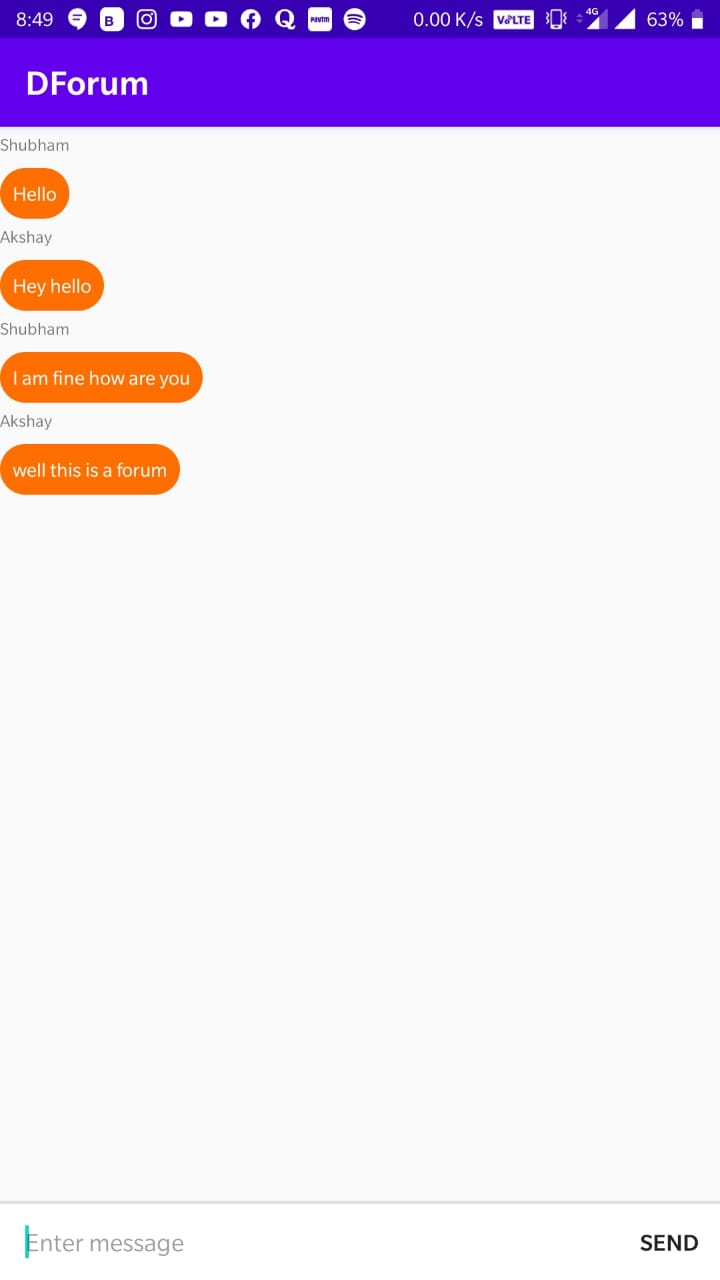 8:49 B Paytm 0.00 K/s VoLTE 4G 63%
DForum
Shubham
Hello
Akshay
Hey hello
Shubham
I am fine how are you
Akshay
well this is a forum
Enter message SEND